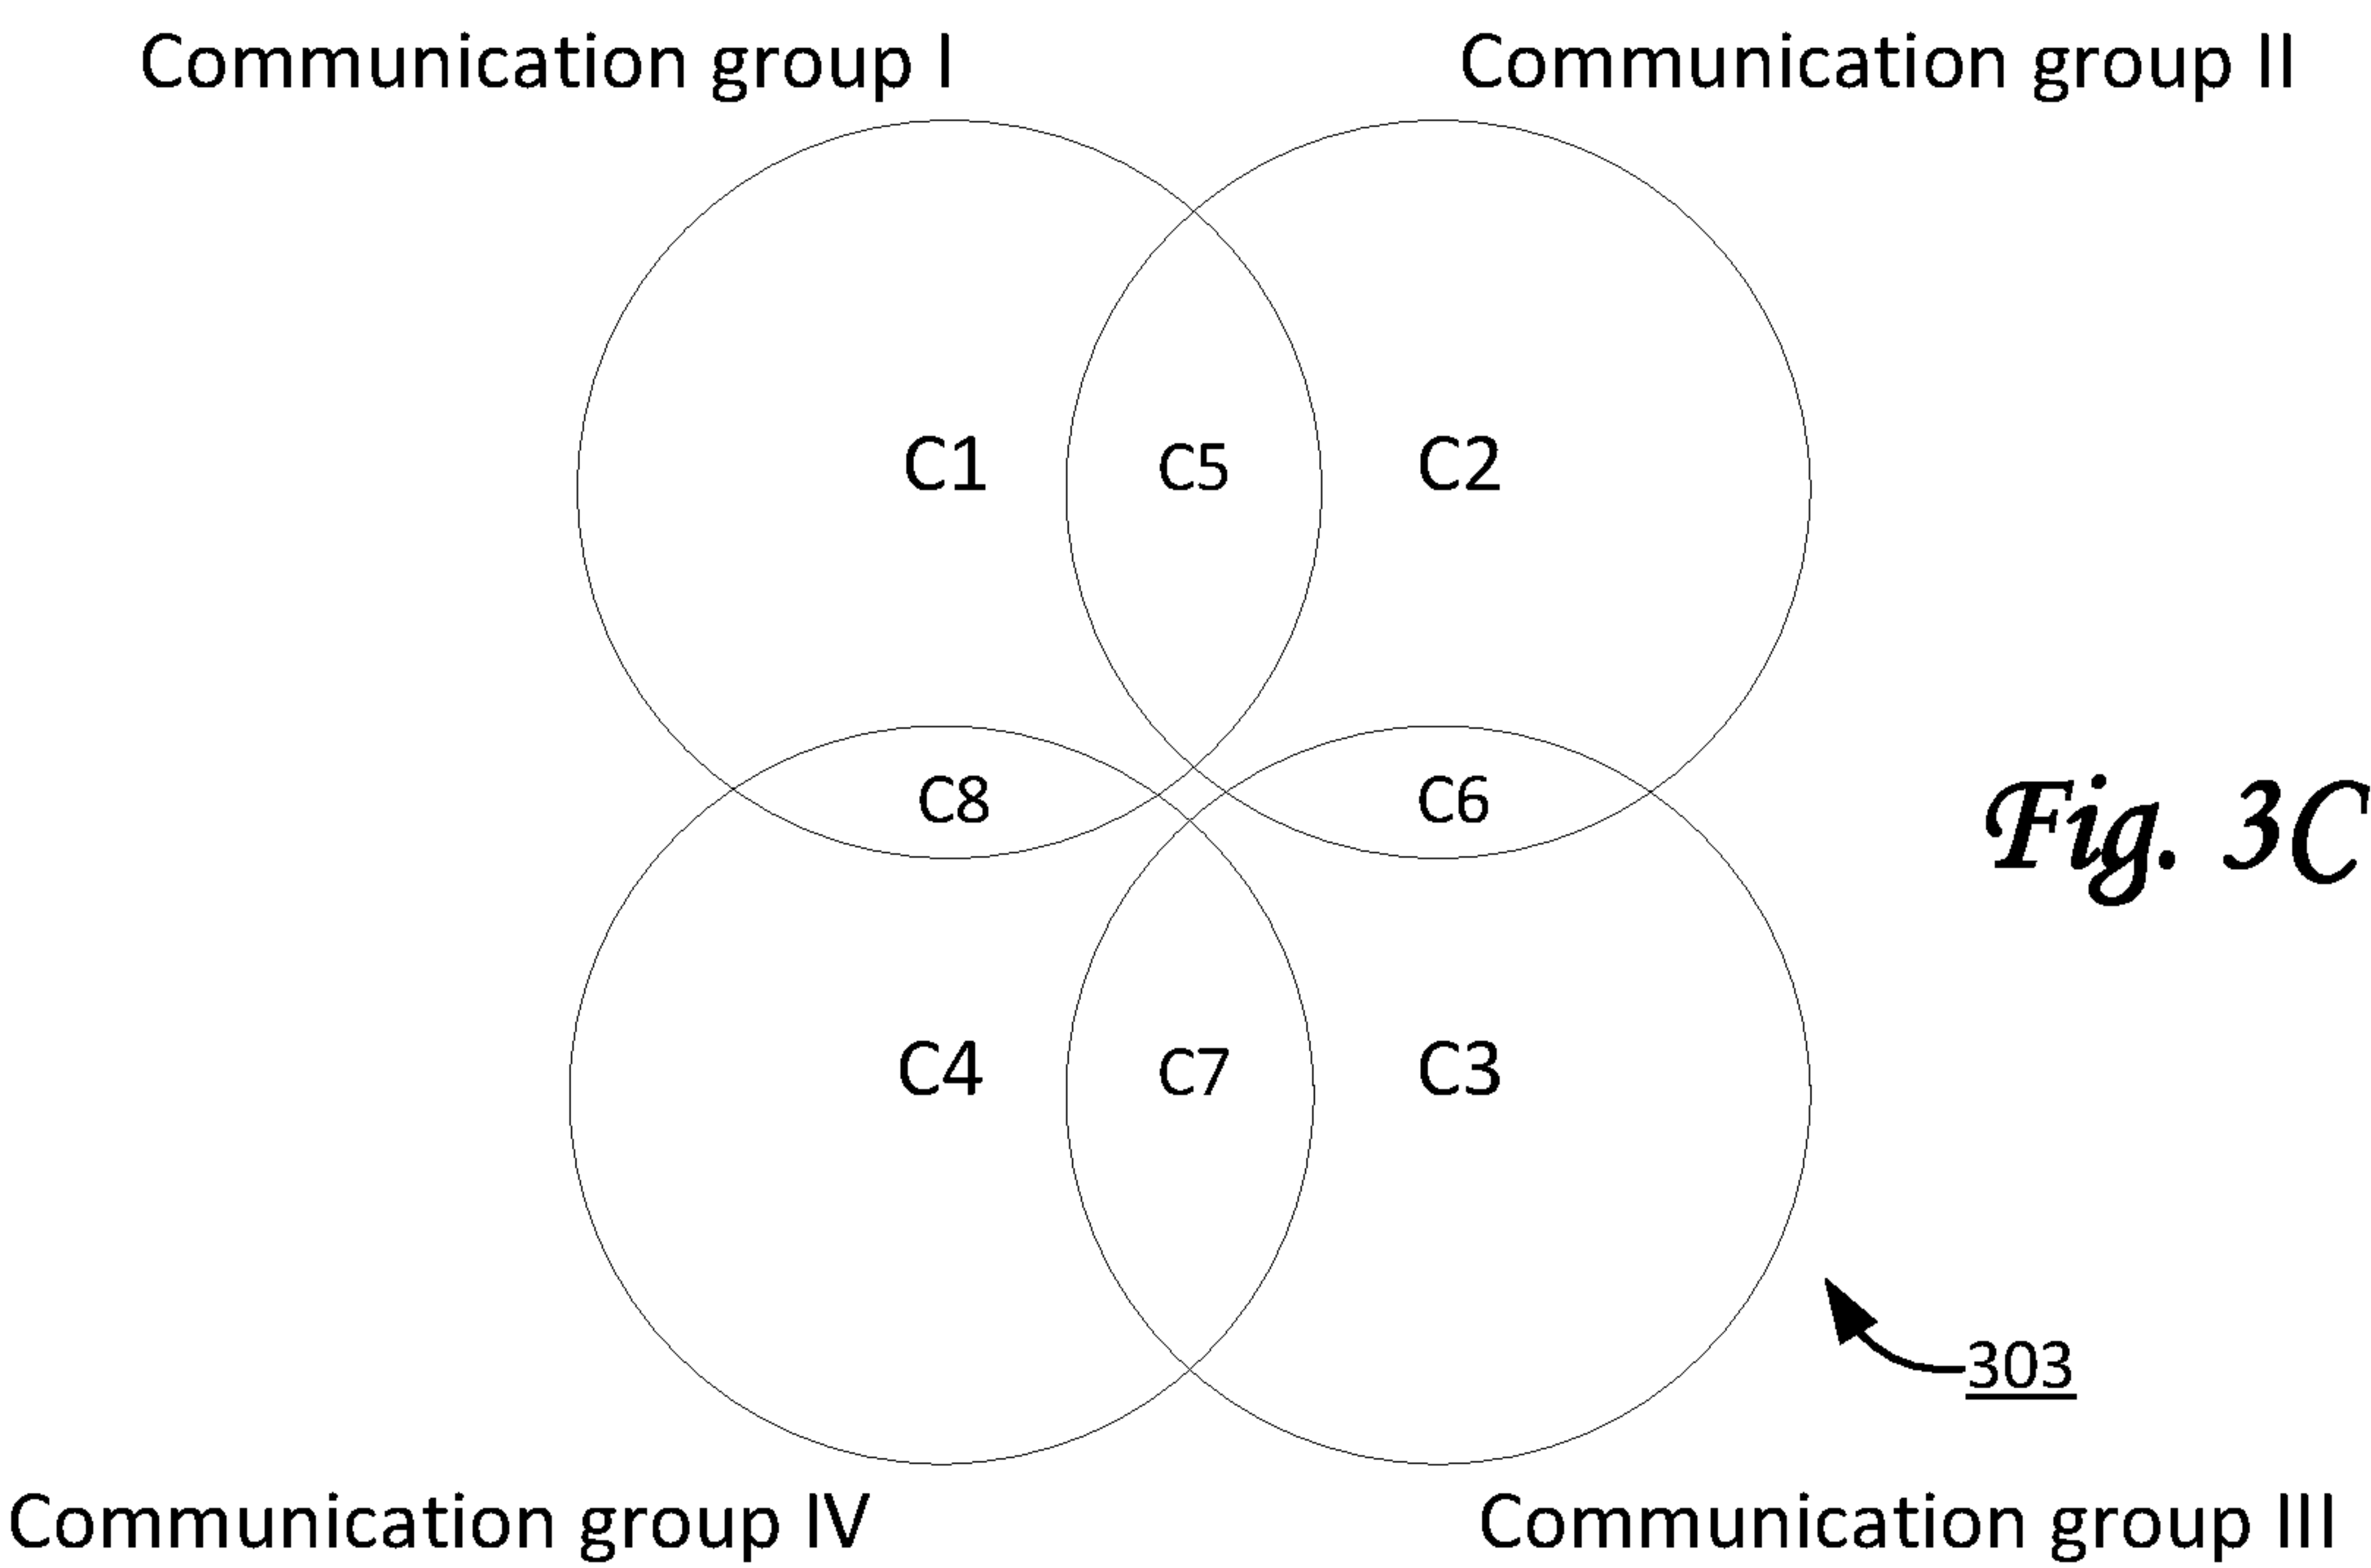 Communication group I
Communication group II
C1
C5
C2
C8
C6
Fig. 3C
C4
C7
C3
303
Communication group IV
Communication group III